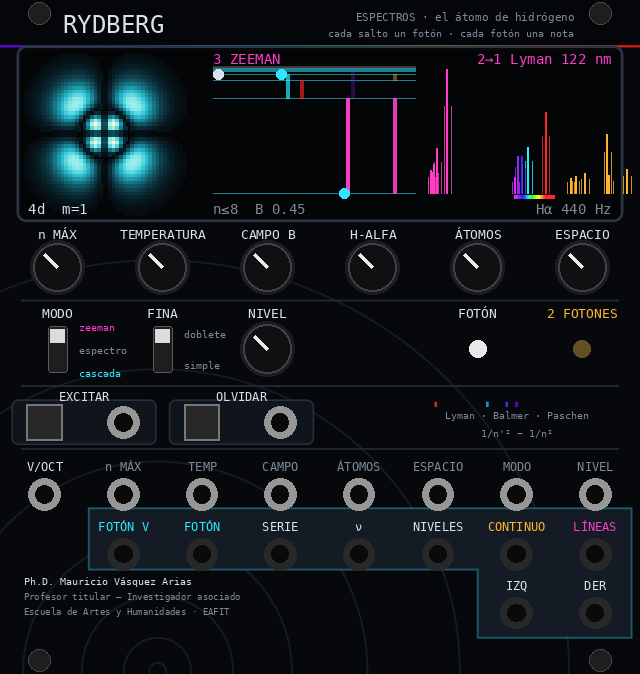 RYDBERG
ESPECTROS · el átomo de hidrógeno
cada salto un fotón · cada fotón una nota
3 ZEEMAN
2→1 Lyman 122 nm
4d m=1
n≤8 B 0.45
Hα 440 Hz
n MÁX TEMPERATURA CAMPO B H-ALFA ÁTOMOS ESPACIO
MODO FINA NIVEL FOTÓN 2 FOTONES
zeeman
espectro
cascada
doblete
simple
EXCITAR OLVIDAR
Lyman · Balmer · Paschen
1/n'² − 1/n²
V/OCT n MÁX TEMP CAMPO ÁTOMOS ESPACIO MODO NIVEL
FOTÓN V FOTÓN SERIE ν NIVELES CONTINUO LÍNEAS
IZQ DER
Ph.D. Mauricio Vásquez Arias
Profesor titular — Investigador asociado
Escuela de Artes y Humanidades · EAFIT